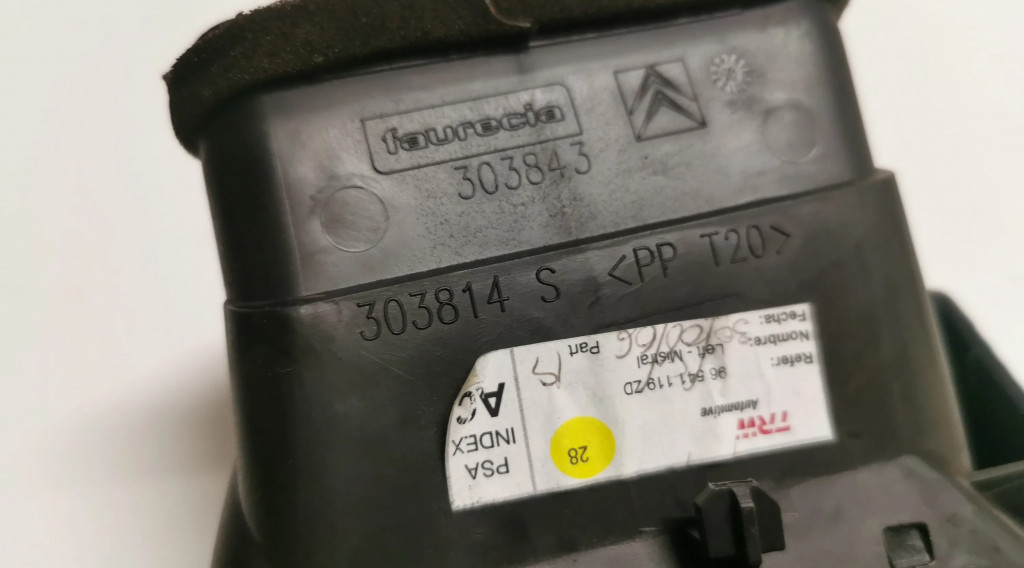 faurecia
303843
303814 S <PP T20>
TRW
Automotive
Refer: 96 541 119 ZD
Nombre: Left - Mistral
Fecha:
Part
28
PSA
INDEX
AC